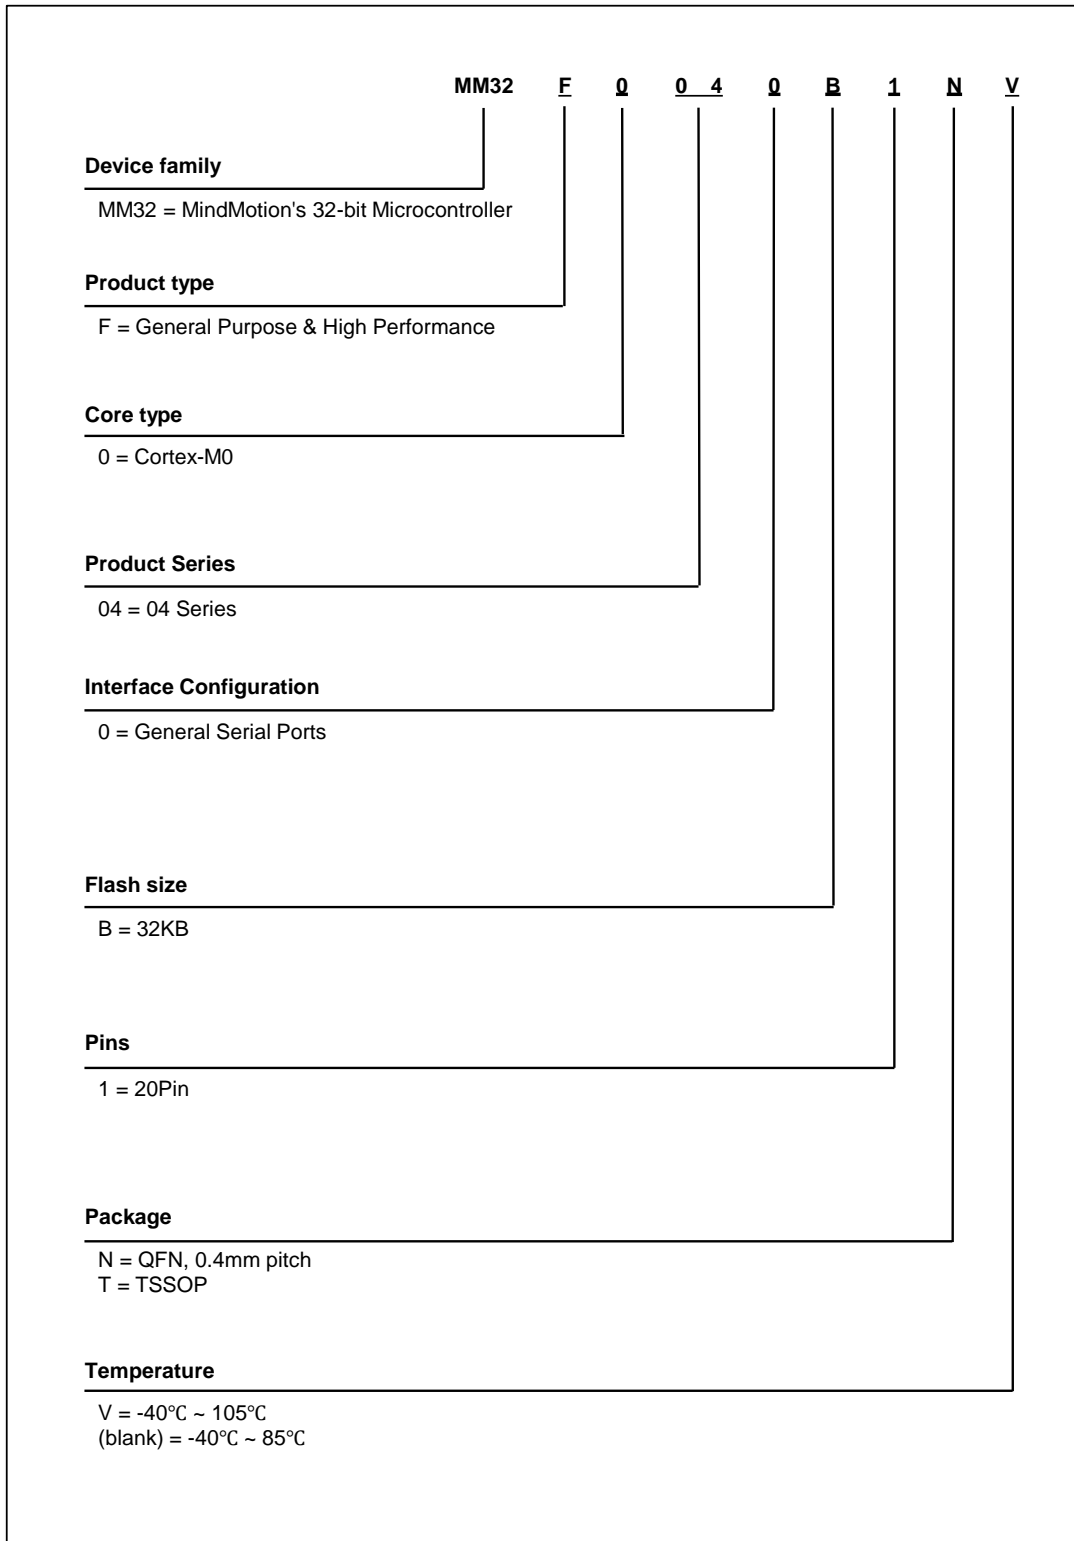 MM32 F 0 0 4 0 B 1 N V
Device family
MM32 = MindMotion's 32-bit Microcontroller
Product type
F = General Purpose & High Performance
Core type
0 = Cortex-M0
Product Series
04 = 04 Series
Interface Configuration
0 = General Serial Ports
Flash size
B = 32KB
Pins
1 = 20Pin
Package
N = QFN, 0.4mm pitch
T = TSSOP
Temperature
V = -40℃ ~ 105℃
(blank) = -40℃ ~ 85℃